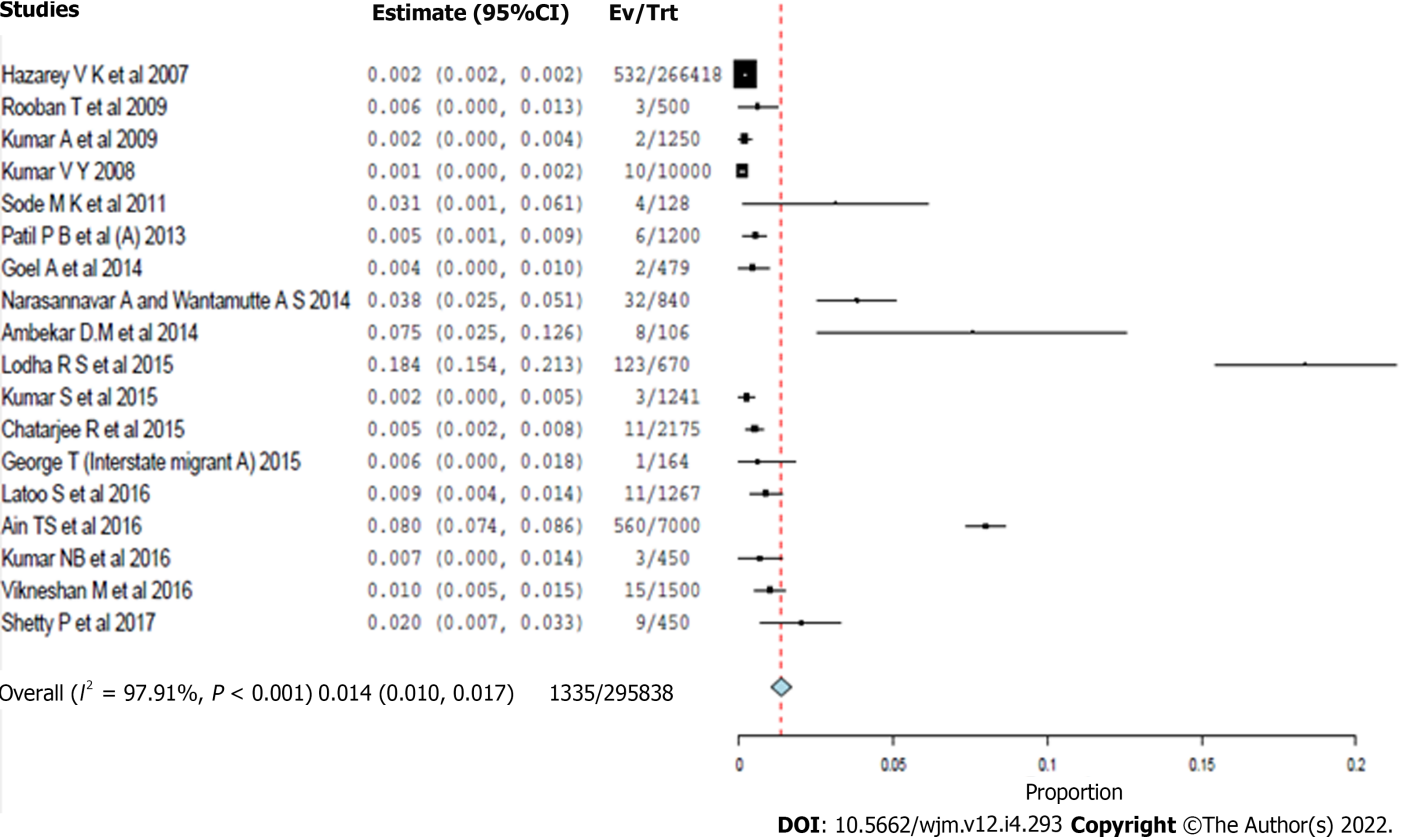 Studies Estimate (95%CI) Ev/Trt
Hazarey V K et al 2007 0.002 (0.002, 0.002) 532/266418
Rooban T et al 2009 0.006 (0.000, 0.013) 3/500
Kumar A et al 2009 0.002 (0.000, 0.004) 2/1250
Kumar V Y 2008 0.001 (0.000, 0.002) 10/10000
Sode M K et al 2011 0.031 (0.001, 0.061) 4/128
Patil P B et al (A) 2013 0.005 (0.001, 0.009) 6/1200
Goel A et al 2014 0.004 (0.000, 0.010) 2/479
Narasannavar A and Wantamutte A S 2014 0.038 (0.025, 0.051) 32/840
Ambekar D.M et al 2014 0.075 (0.025, 0.126) 8/106
Lodha R S et al 2015 0.184 (0.154, 0.213) 123/670
Kumar S et al 2015 0.002 (0.000, 0.005) 3/1241
Chatarjee R et al 2015 0.005 (0.002, 0.008) 11/2175
George T (Interstate migrant A) 2015 0.006 (0.000, 0.018) 1/164
Latoo S et al 2016 0.009 (0.004, 0.014) 11/1267
Ain TS et al 2016 0.080 (0.074, 0.086) 560/7000
Kumar NB et al 2016 0.007 (0.000, 0.014) 3/450
Vikneshan M et al 2016 0.010 (0.005, 0.015) 15/1500
Shetty P et al 2017 0.020 (0.007, 0.033) 9/450
Overall (I² = 97.91%, P < 0.001) 0.014 (0.010, 0.017) 1335/295838
0 0.05 0.1 0.15 0.2
Proportion
DOI: 10.5662/wjm.v12.i4.293 Copyright ©The Author(s) 2022.